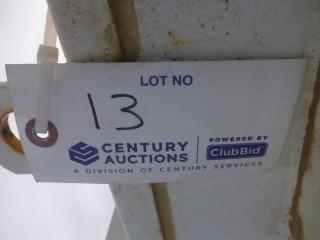 LOT NO
13
CENTURY AUCTIONS
POWERED BY
ClubBid
A DIVISION OF CENTURY SERVICES